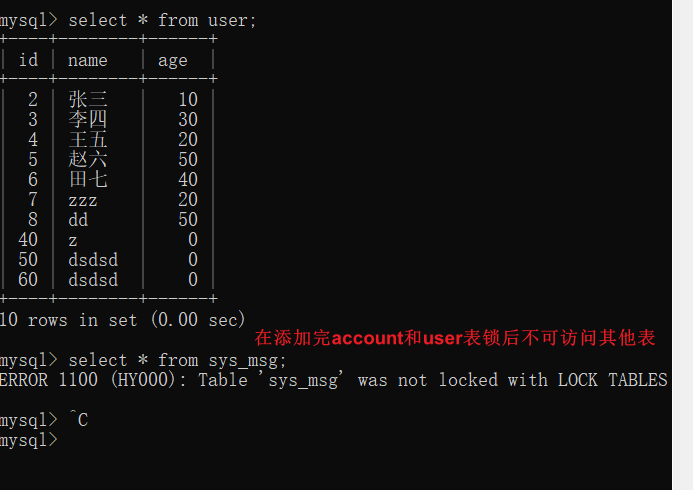 mysql> select * from user;
+----+--------+------+
| id | name   | age  |
+----+--------+------+
|  2 | 张三   |   10 |
|  3 | 李四   |   30 |
|  4 | 王五   |   20 |
|  5 | 赵六   |   50 |
|  6 | 田七   |   40 |
|  7 | zzz    |   20 |
|  8 | dd     |   50 |
| 40 | z      |    0 |
| 50 | dsdsd  |    0 |
| 60 | dsdsd  |    0 |
+----+--------+------+
10 rows in set (0.00 sec)
在添加完account和user表锁后不可访问其他表
mysql> select * from sys_msg;
ERROR 1100 (HY000): Table 'sys_msg' was not locked with LOCK TABLES
mysql> ^C
mysql>